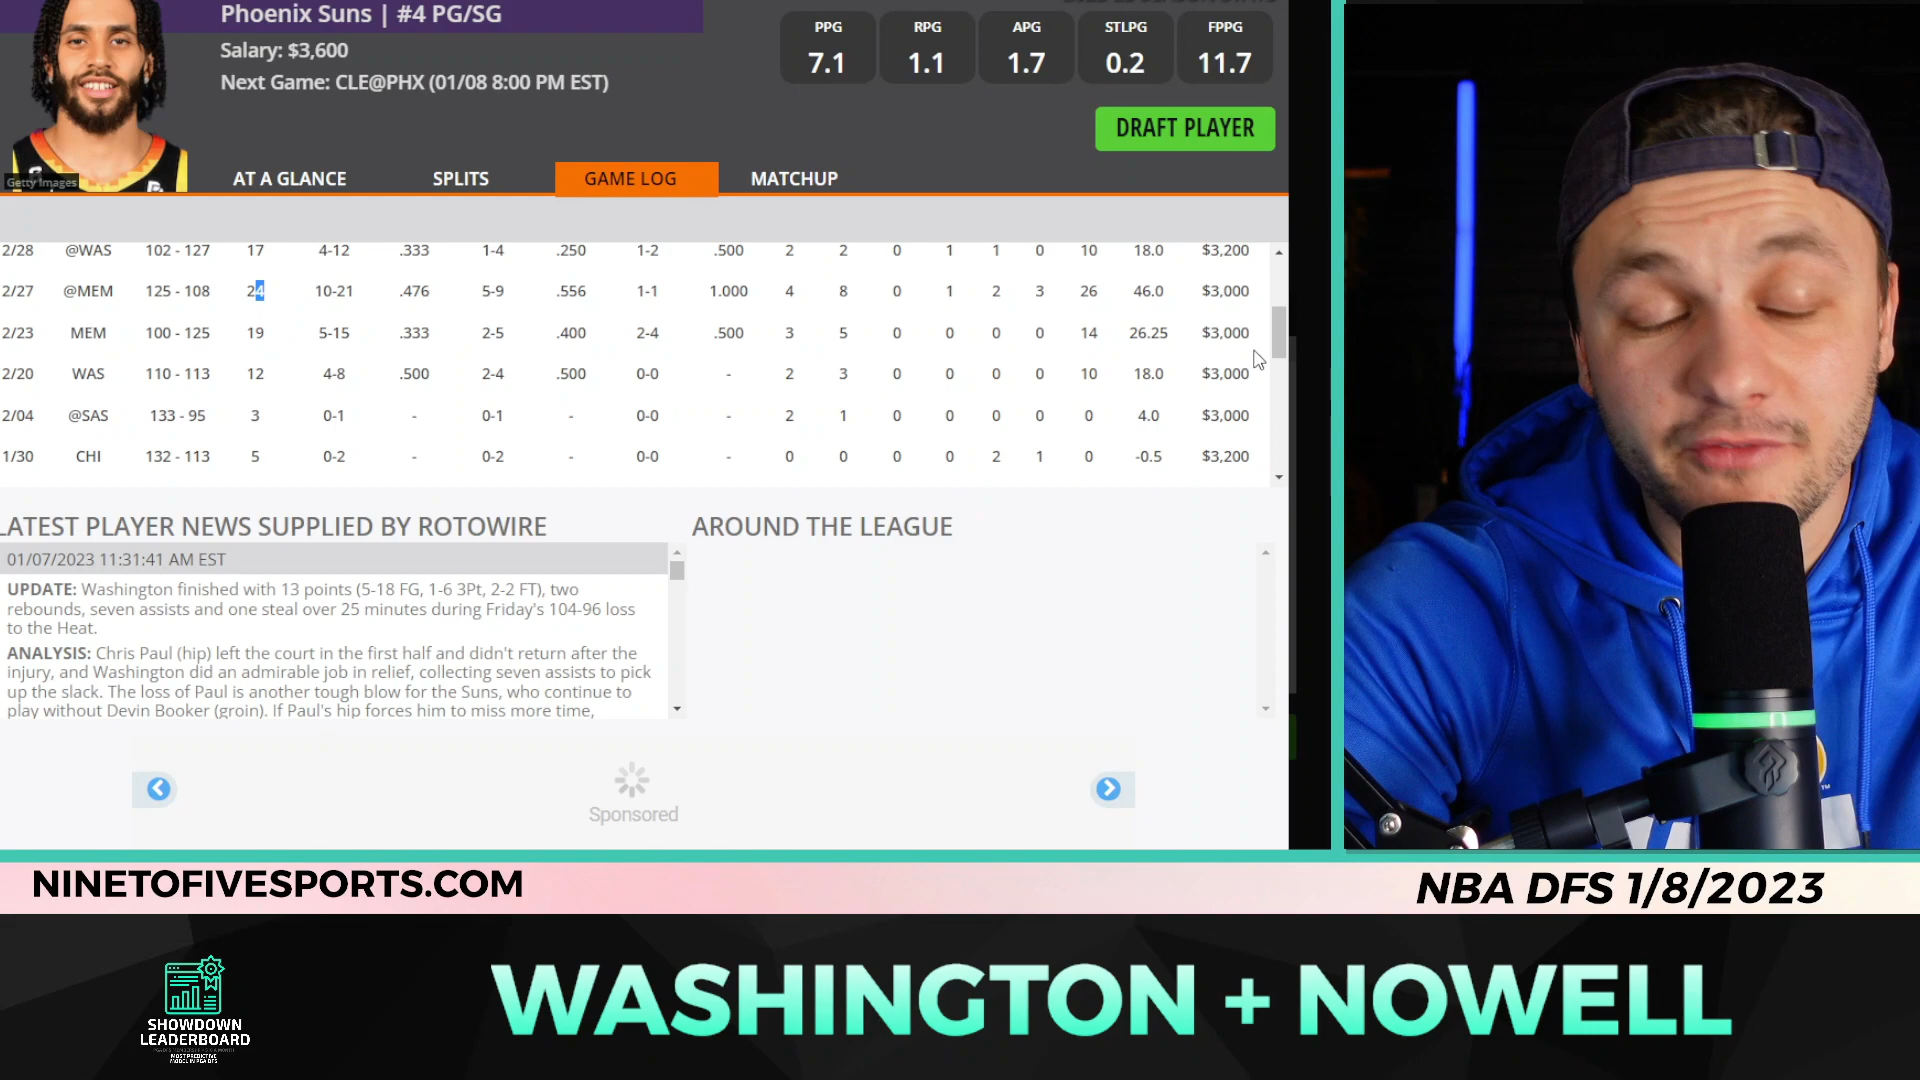 Phoenix Suns | #4 PG/SG
Salary: $3,600
Next Game: CLE@PHX (01/08 8:00 PM EST)
PPG RPG APG STLPG FPPG
7.1 1.1 1.7 0.2 11.7
DRAFT PLAYER
Getty Images
AT A GLANCE SPLITS GAME LOG MATCHUP
2/28 @WAS 102 - 127 17 4-12 .333 1-4 .250 1-2 .500 2 2 0 1 1 0 10 18.0 $3,200
2/27 @MEM 125 - 108 24 10-21 .476 5-9 .556 1-1 1.000 4 8 0 1 2 3 26 46.0 $3,000
2/23 MEM 100 - 125 19 5-15 .333 2-5 .400 2-4 .500 3 5 0 0 0 0 14 26.25 $3,000
2/20 WAS 110 - 113 12 4-8 .500 2-4 .500 0-0 - 2 3 0 0 0 0 10 18.0 $3,000
2/04 @SAS 133 - 95 3 0-1 - 0-1 - 0-0 - 2 1 0 0 0 0 0 4.0 $3,000
1/30 CHI 132 - 113 5 0-2 - 0-2 - 0-0 - 0 0 0 0 2 1 0 -0.5 $3,200
LATEST PLAYER NEWS SUPPLIED BY ROTOWIRE
AROUND THE LEAGUE
01/07/2023 11:31:41 AM EST
UPDATE: Washington finished with 13 points (5-18 FG, 1-6 3Pt, 2-2 FT), two
rebounds, seven assists and one steal over 25 minutes during Friday's 104-96 loss
to the Heat.
ANALYSIS: Chris Paul (hip) left the court in the first half and didn't return after the
injury, and Washington did an admirable job in relief, collecting seven assists to pick
up the slack. The loss of Paul is another tough blow for the Suns, who continue to
play without Devin Booker (groin). If Paul's hip forces him to miss more time,
Sponsored
NINETOFIVESPORTS.COM
NBA DFS 1/8/2023
SHOWDOWN
LEADERBOARD
MOST PREDICTIVE
MODEL IN PGA DFS
WASHINGTON + NOWELL